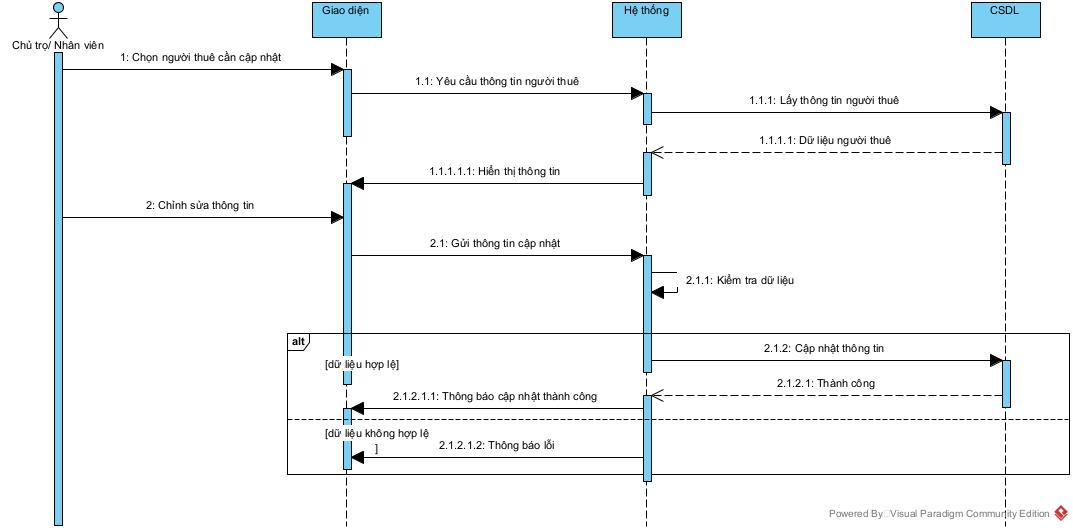 Giao diện
Hệ thống
CSDL
Chủ trọ/ Nhân viên
1: Chọn người thuê cần cập nhật
1.1: Yêu cầu thông tin người thuê
1.1.1: Lấy thông tin người thuê
1.1.1.1: Dữ liệu người thuê
1.1.1.1.1: Hiển thị thông tin
2: Chỉnh sửa thông tin
2.1: Gửi thông tin cập nhật
2.1.1: Kiểm tra dữ liệu
alt
2.1.2: Cập nhật thông tin
[dữ liệu hợp lệ]
2.1.2.1: Thành công
2.1.2.1.1: Thông báo cập nhật thành công
[dữ liệu không hợp lệ
]
2.1.2.1.2: Thông báo lỗi
Powered By Visual Paradigm Community Edition